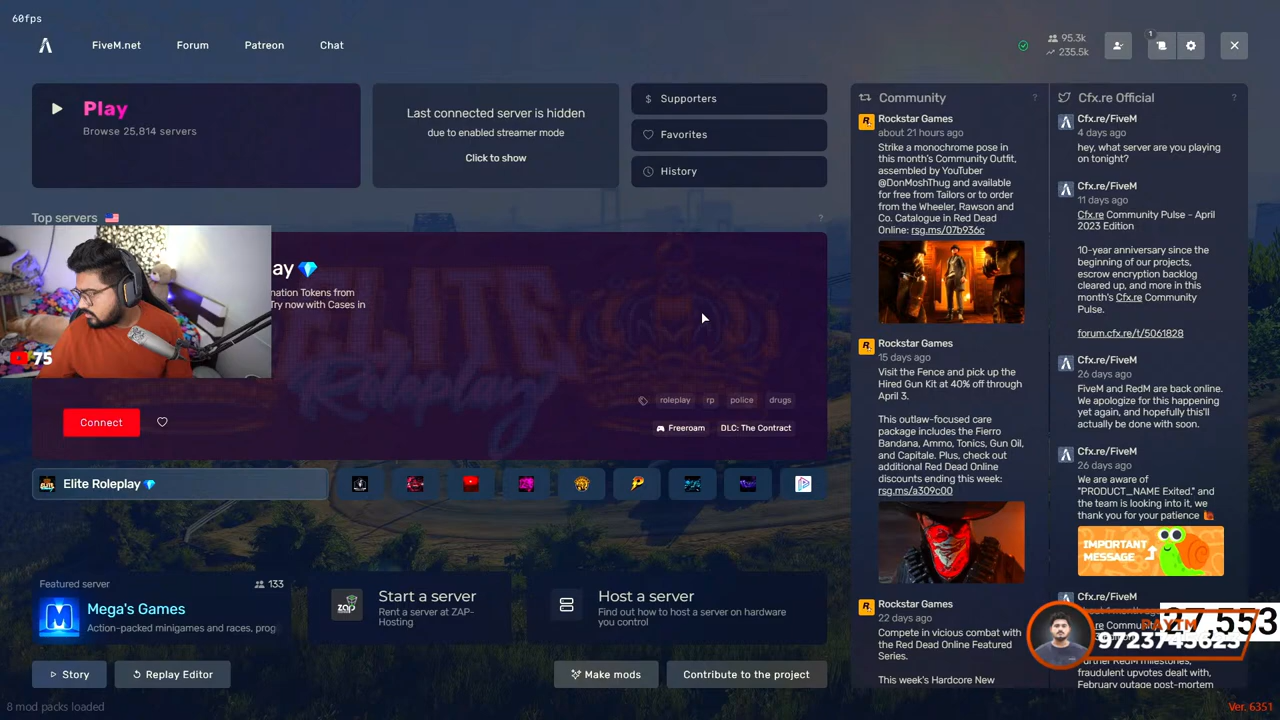 60fps
FiveM.net Forum Patreon Chat
95.3k
235.5k
1
Play
Browse 25,814 servers
Last connected server is hidden
due to enabled streamer mode
Click to show
Supporters
Favorites
History
Top servers
?
ay
nation Tokens from
Try now with Cases in
75
roleplay rp police drugs
Connect
Freeroam DLC: The Contract
Elite Roleplay
Featured server
133
Mega's Games
Action-packed minigames and races, prog
Start a server
Rent a server at ZAP-
Hosting
Host a server
Find out how to host a server on hardware
you control
Story
Replay Editor
Make mods
Contribute to the project
8 mod packs loaded
Community ?
Rockstar Games
about 21 hours ago
Strike a monochrome pose in
this month's Community Outfit,
assembled by YouTuber
@DonMoshThug and available
for free from Tailors or to order
from the Wheeler, Rawson and
Co. Catalogue in Red Dead
Online: rsg.ms/07b936c
Rockstar Games
15 days ago
Visit the Fence and pick up the
Hired Gun Kit at 40% off through
April 3.
This outlaw-focused care
package includes the Fierro
Bandana, Ammo, Tonics, Gun Oil,
and Capitale. Plus, check out
additional Red Dead Online
discounts ending this week:
rsg.ms/a309c00
Rockstar Games
22 days ago
Compete in vicious combat with
the Red Dead Online Featured
Series.
This week's Hardcore New
Cfx.re Official ?
Cfx.re/FiveM
4 days ago
hey, what server are you playing
on tonight?
Cfx.re/FiveM
11 days ago
Cfx.re Community Pulse - April
2023 Edition
10-year anniversary since the
beginning of our projects,
escrow encryption backlog
cleared up, and more in this
month's Cfx.re Community
Pulse.
forum.cfx.re/t/5061828
Cfx.re/FiveM
26 days ago
FiveM and RedM are back online.
We apologize for this happening
yet again, and hopefully this'll
actually be done with soon.
Cfx.re/FiveM
26 days ago
We are aware of
"PRODUCT_NAME Exited." and
the team is looking into it, we
thank you for your patience
IMPORTANT
MESSAGE
Cfx.re/FiveM
27,553
PAYTM
9723745623
Further RedM milestones,
fraudulent upvotes dealt with,
February outage post-mortem
Ver. 6351